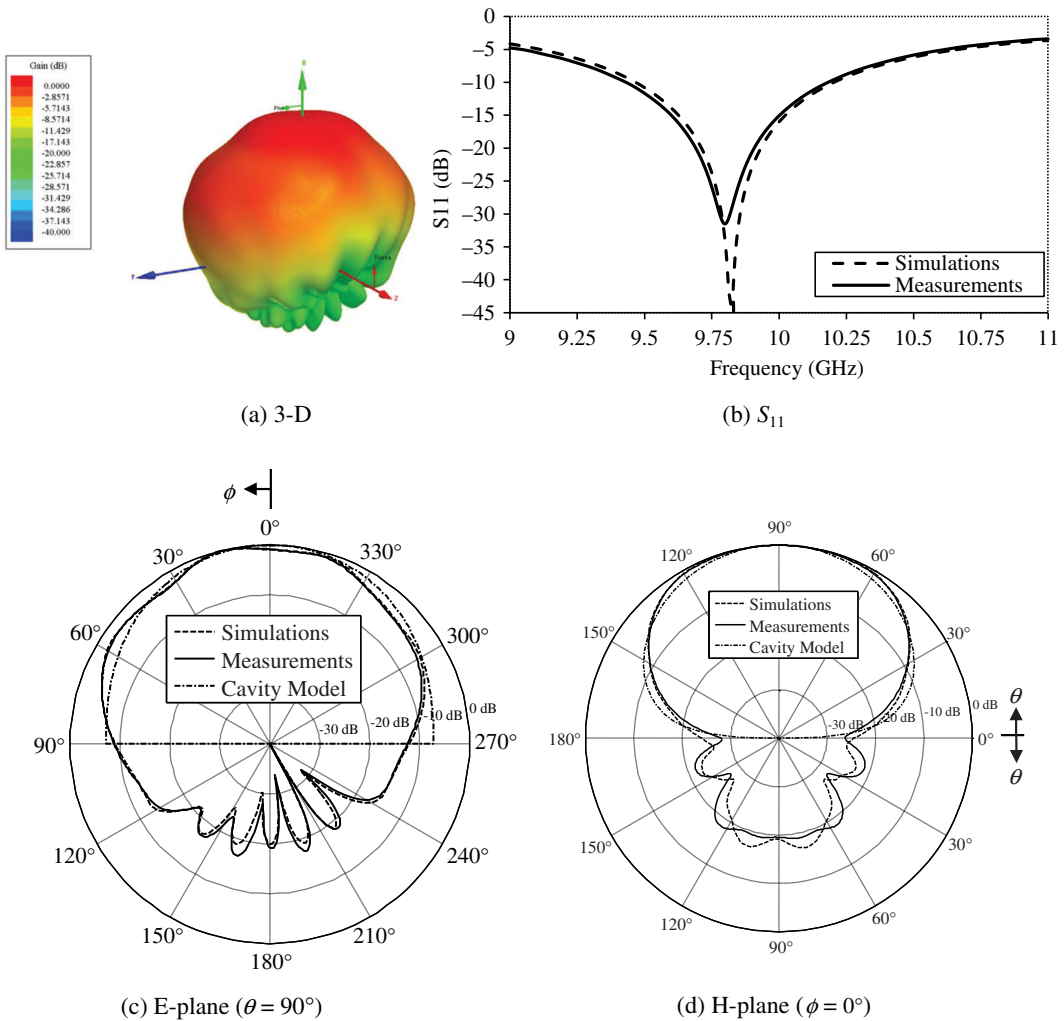 Gain (dB)
0.0000
-2.8571
-5.7143
-8.5714
-11.429
-17.143
-20.000
-22.857
-25.714
-28.571
-31.429
-34.286
-37.143
-40.000
X
Y
Z
Theta
(a) 3-D
0
–5
–10
–15
–20
–25
–30
–35
–40
–45
S11 (dB)
Simulations
Measurements
9 9.25 9.5 9.75 9.80 10 10.25 10.5 10.75 11
Frequency (GHz)
(b) S₁₁
ϕ
0°
30° 330°
60° 300°
Simulations
Measurements
Cavity Model
-30 dB -20 dB -10 dB 0 dB
90° 270°
120° 240°
150° 210°
180°
(c) E-plane (θ = 90°)
90°
120° 60°
Simulations
Measurements
Cavity Model
150° 30°
-30 dB -20 dB -10 dB 0 dB
θ
180° 0°
θ
150° 30°
120° 60°
90°
(d) H-plane (ϕ = 0°)